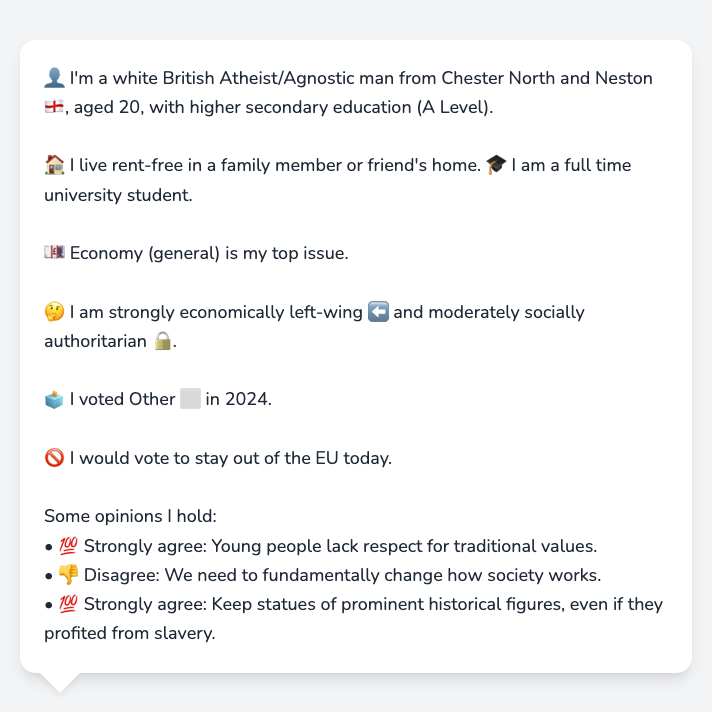 👤 I'm a white British Atheist/Agnostic man from Chester North and Neston
🏴󠁧󠁢󠁥󠁮󠁧󠁿, aged 20, with higher secondary education (A Level).
🏠 I live rent-free in a family member or friend's home. 🎓 I am a full time
university student.
💷 Economy (general) is my top issue.
🤔 I am strongly economically left-wing ⬅️ and moderately socially
authoritarian 🔒.
🗳️ I voted Other ⬜ in 2024.
🚫 I would vote to stay out of the EU today.
Some opinions I hold:
• 💯 Strongly agree: Young people lack respect for traditional values.
• 👎 Disagree: We need to fundamentally change how society works.
• 💯 Strongly agree: Keep statues of prominent historical figures, even if they
profited from slavery.